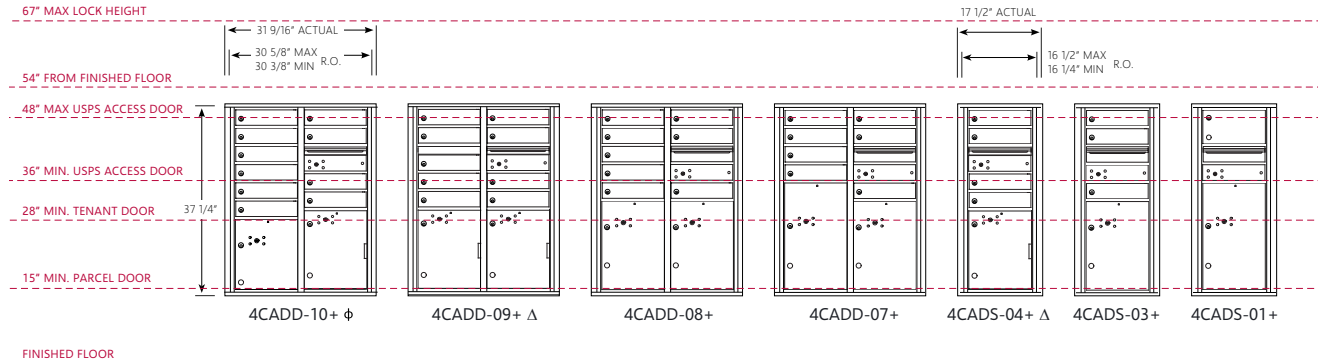 67" MAX LOCK HEIGHT
31 9/16" ACTUAL
30 5/8" MAX
30 3/8" MIN
R.O.
17 1/2" ACTUAL
16 1/2" MAX
16 1/4" MIN
R.O.
54" FROM FINISHED FLOOR
48" MAX USPS ACCESS DOOR
36" MIN. USPS ACCESS DOOR
37 1/4"
28" MIN. TENANT DOOR
15" MIN. PARCEL DOOR
4CADD-10+ ϕ
4CADD-09+ Δ
4CADD-08+
4CADD-07+
4CADS-04+ Δ
4CADS-03+
4CADS-01+
FINISHED FLOOR